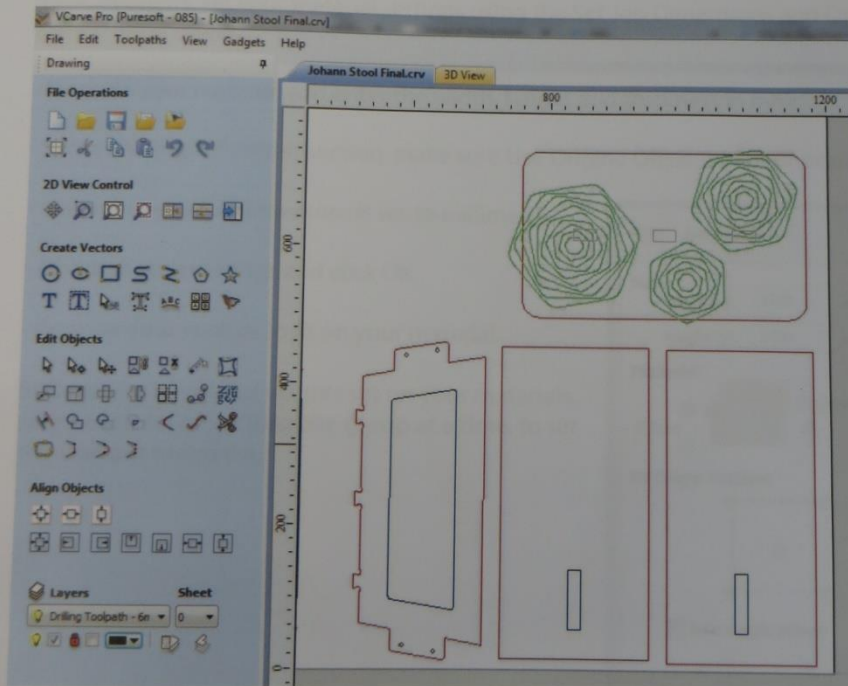 VCarve Pro [Puresoft - 085] - [Johann Stool Final.crv]
File Edit Toolpaths View Gadgets Help
Drawing
Johann Stool Final.crv
3D View
File Operations
800
1200
2D View Control
Create Vectors
600
Edit Objects
400
Align Objects
200
Layers
Sheet
Drilling Toolpath - 6m
0
0